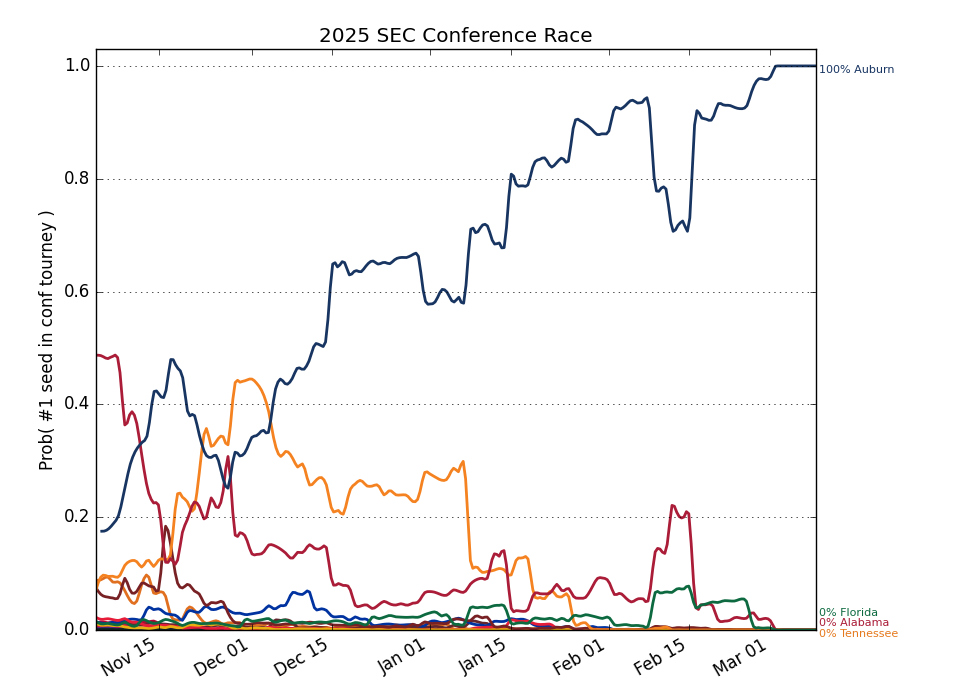 2025 SEC Conference Race
Prob( #1 seed in conf tourney )
1.0
0.8
0.6
0.4
0.2
0.0
Nov 15
Dec 01
Dec 15
Jan 01
Jan 15
Feb 01
Feb 15
Mar 01
100% Auburn
0% Florida
0% Alabama
0% Tennessee